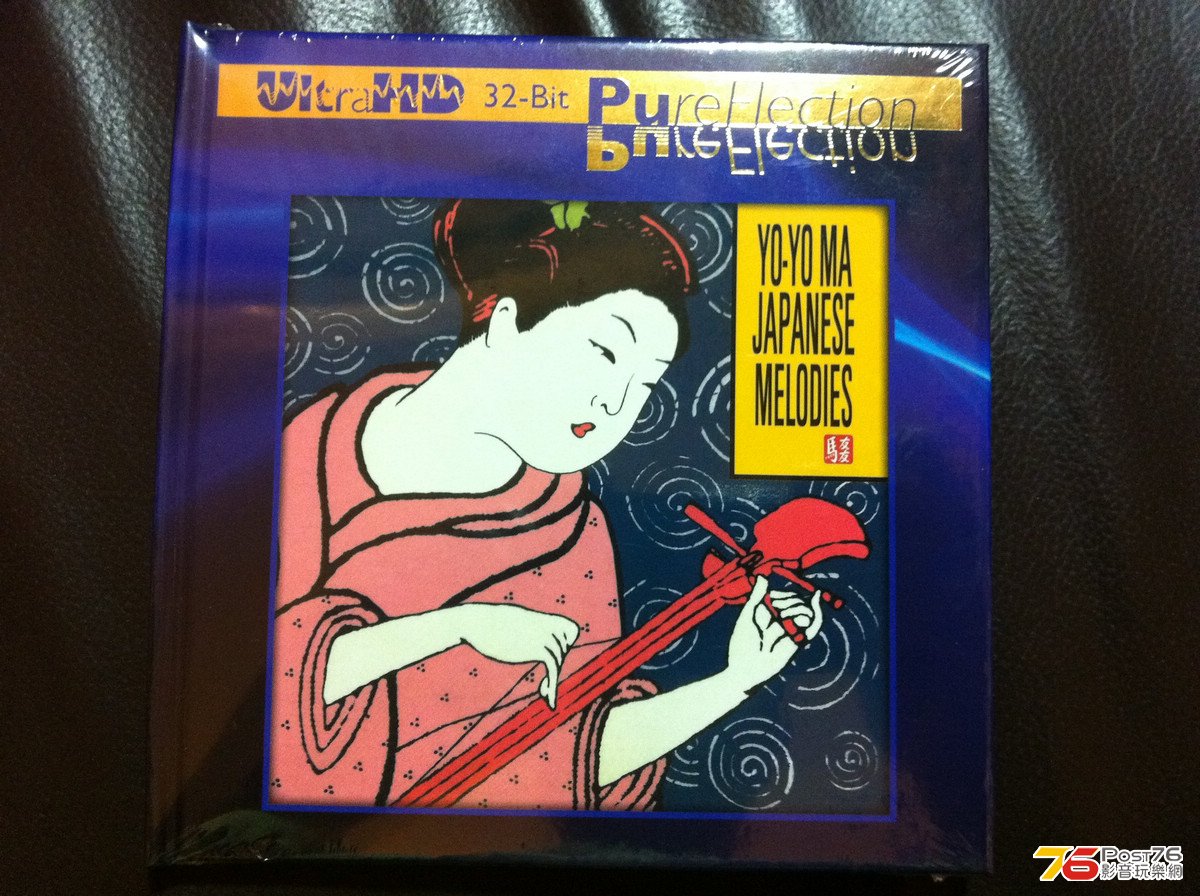 UltraHD 32-Bit PureFlection
PureFlection
YO-YO MA
JAPANESE
MELODIES
馬友友
76 Post76
影音玩樂網